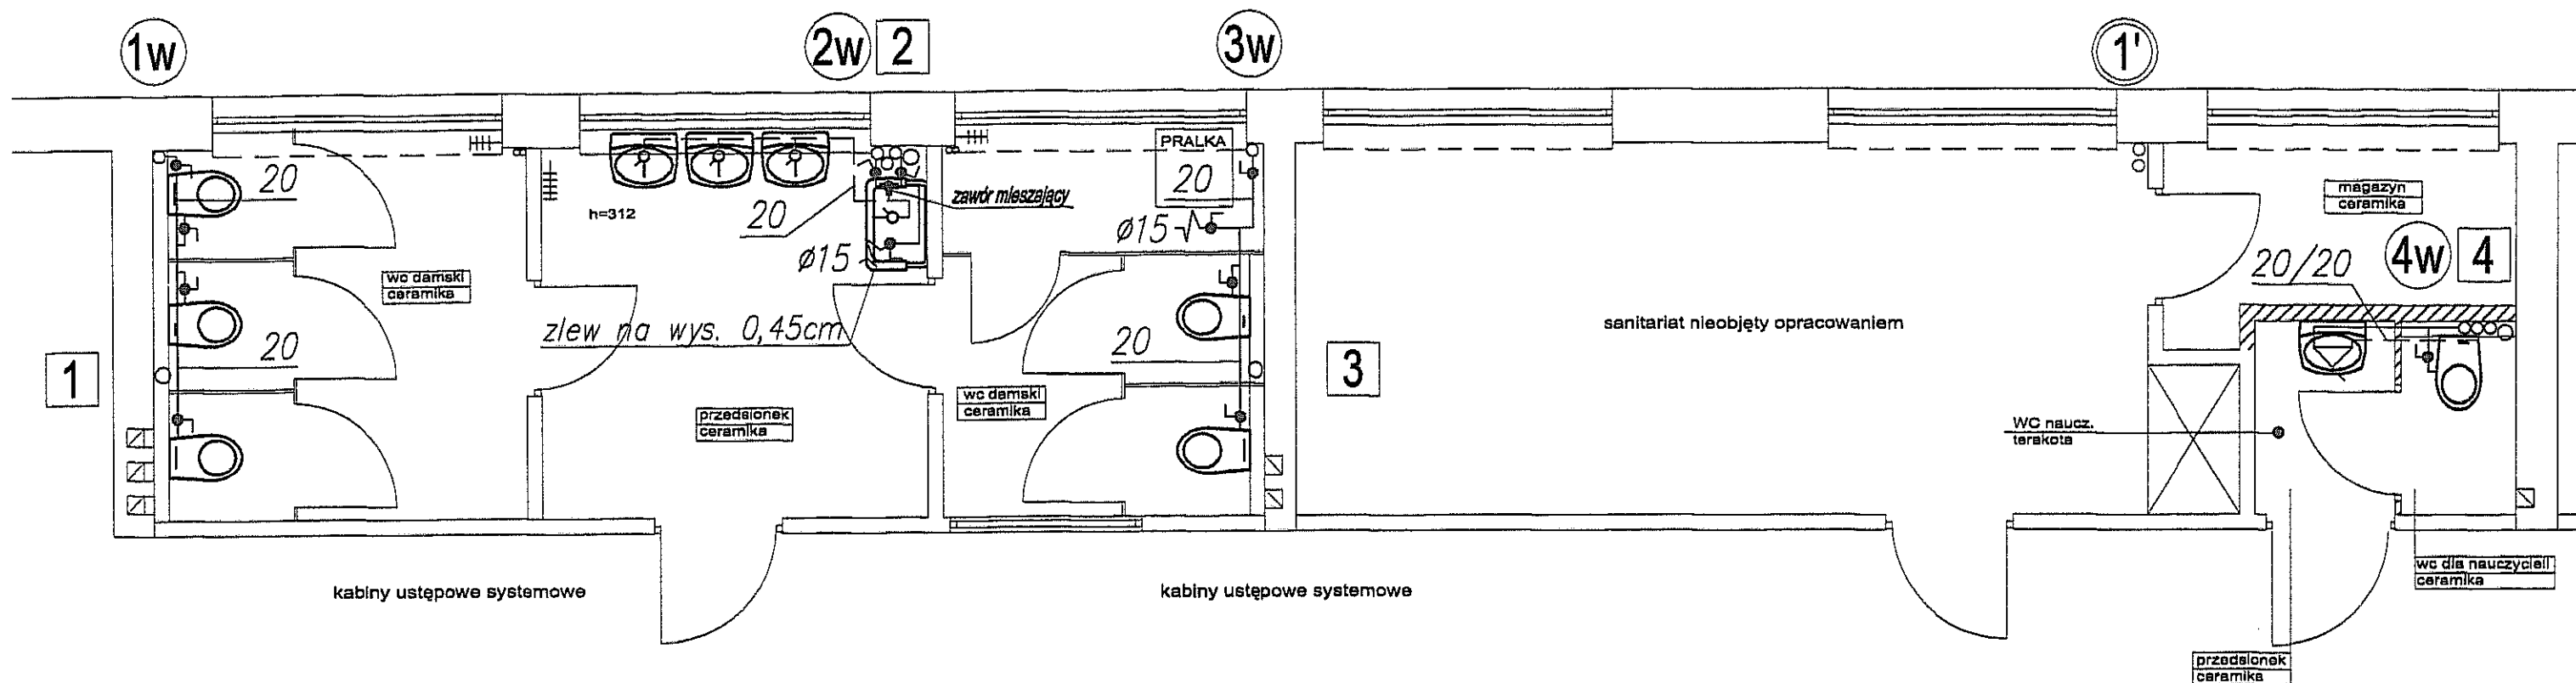 1w
2w
2
3w
1'
PRALKA
20
20
zawór mieszający
h=312
20
ø15
ø15
magazyn
ceramika
4w
4
20/20
wc damski
ceramika
zlew na wys. 0,45cm
sanitariat nieobjęty opracowaniem
20
20
1
3
wc damski
ceramika
przedsionek
ceramika
WC naucz.
terakota
kabiny ustępowe systemowe
kabiny ustępowe systemowe
wc dla nauczycieli
ceramika
przedsionek
ceramika